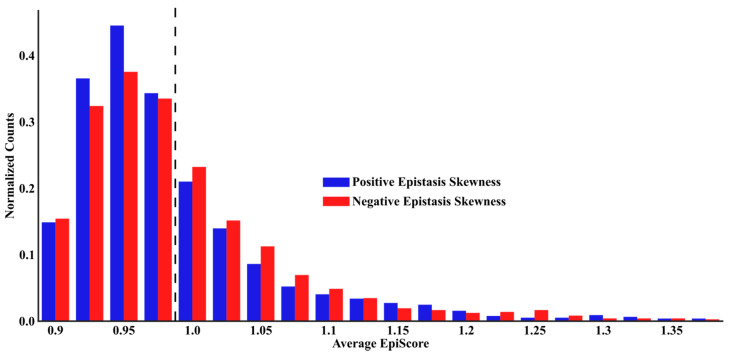 0.4
0.3
0.2
0.1
0.0
Normalized Counts
Positive Epistasis Skewness
Negative Epistasis Skewness
0.9 0.95 1.0 1.05 1.1 1.15 1.2 1.25 1.3 1.35
Average EpiScore